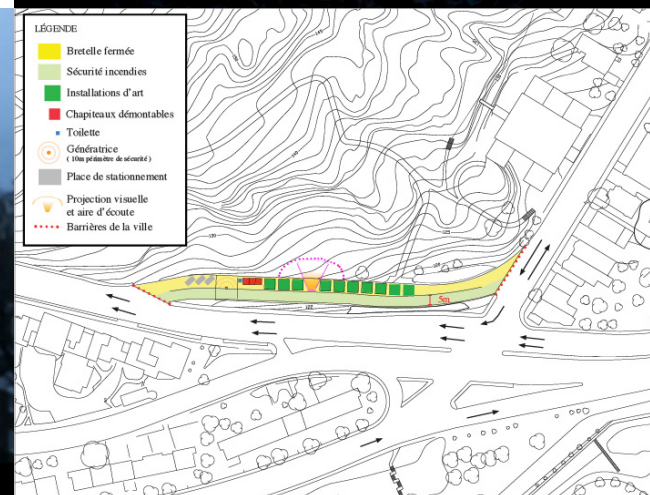 LÉGENDE
Bretelle fermée
Sécurité incendies
Installations d'art
Chapiteaux démontables
Toilette
Génératrice
( 10m périmètre de sécurité )
Place de stationnement
Projection visuelle
et aire d'écoute
Barrières de la ville
5m